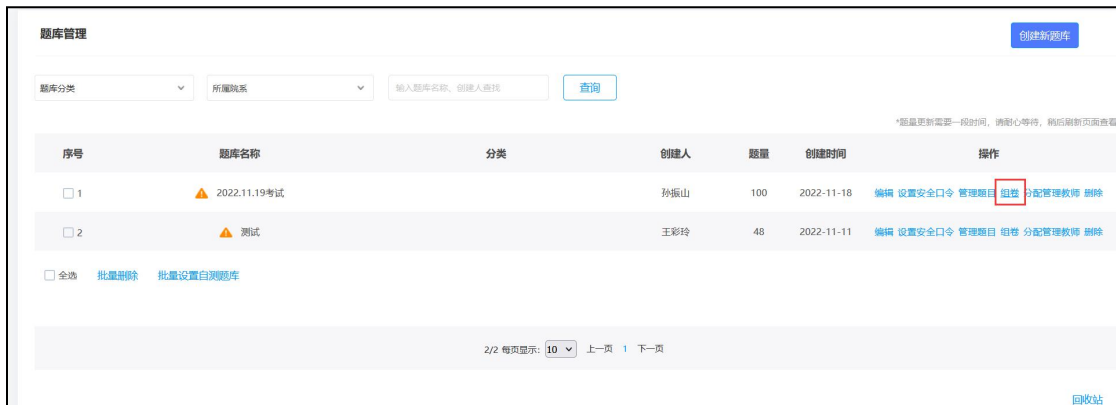 题库管理 创建新题库
题库分类 所属院系 输入题库名称、创建人查找 查询
*题量更新需要一段时间，请耐心等待，稍后刷新页面查看
序号 题库名称 分类 创建人 题量 创建时间 操作
1 2022.11.19考试 孙振山 100 2022-11-18 编辑 设置安全口令 管理题目 组卷 分配管理教师 删除
2 测试 王彩玲 48 2022-11-11 编辑 设置安全口令 管理题目 组卷 分配管理教师 删除
全选 批量删除 批量设置自测题库
2/2 每页显示: 10 上一页 1 下一页
回收站